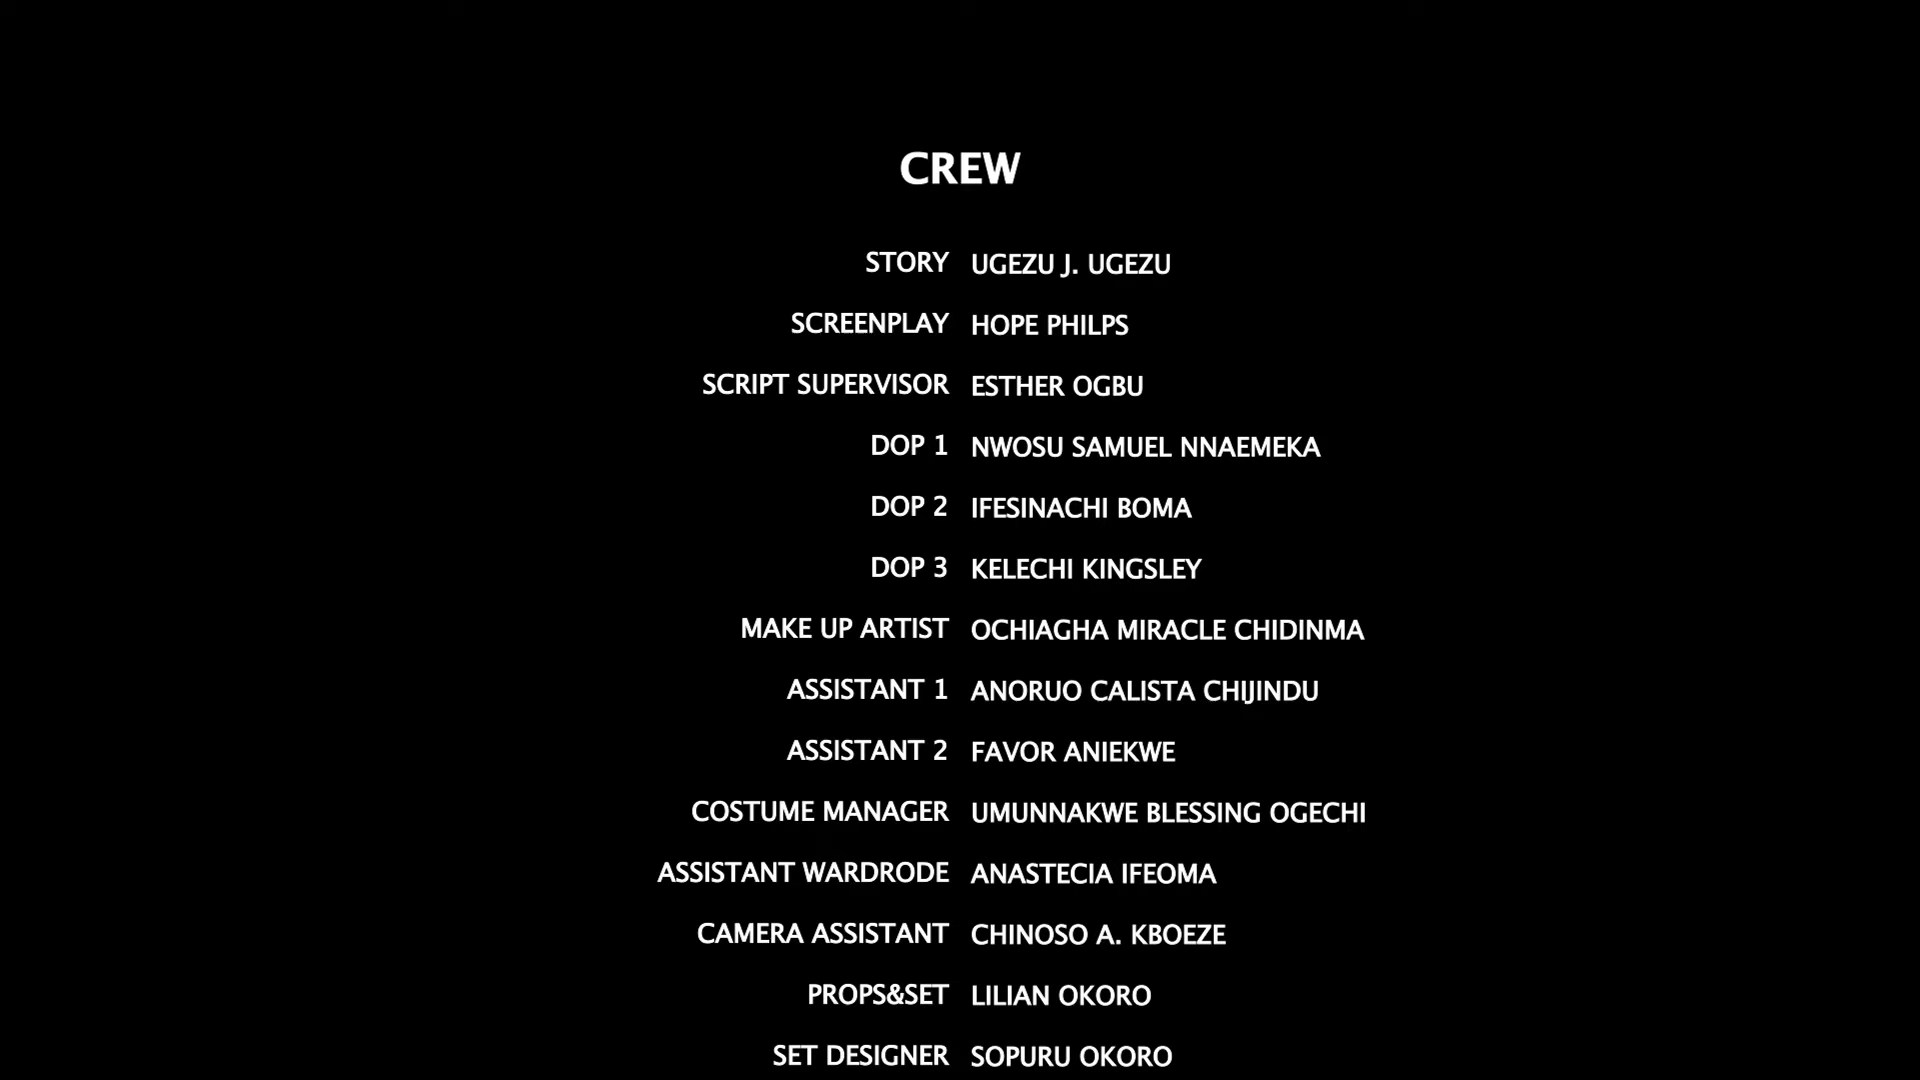 CREW
STORY UGEZU J. UGEZU
SCREENPLAY HOPE PHILPS
SCRIPT SUPERVISOR ESTHER OGBU
DOP 1 NWOSU SAMUEL NNAEMEKA
DOP 2 IFESINACHI BOMA
DOP 3 KELECHI KINGSLEY
MAKE UP ARTIST OCHIAGHA MIRACLE CHIDINMA
ASSISTANT 1 ANORUO CALISTA CHIJINDU
ASSISTANT 2 FAVOR ANIEKWE
COSTUME MANAGER UMUNNAKWE BLESSING OGECHI
ASSISTANT WARDRODE ANASTECIA IFEOMA
CAMERA ASSISTANT CHINOSO A. KBOEZE
PROPS&SET LILIAN OKORO
SET DESIGNER SOPURU OKORO